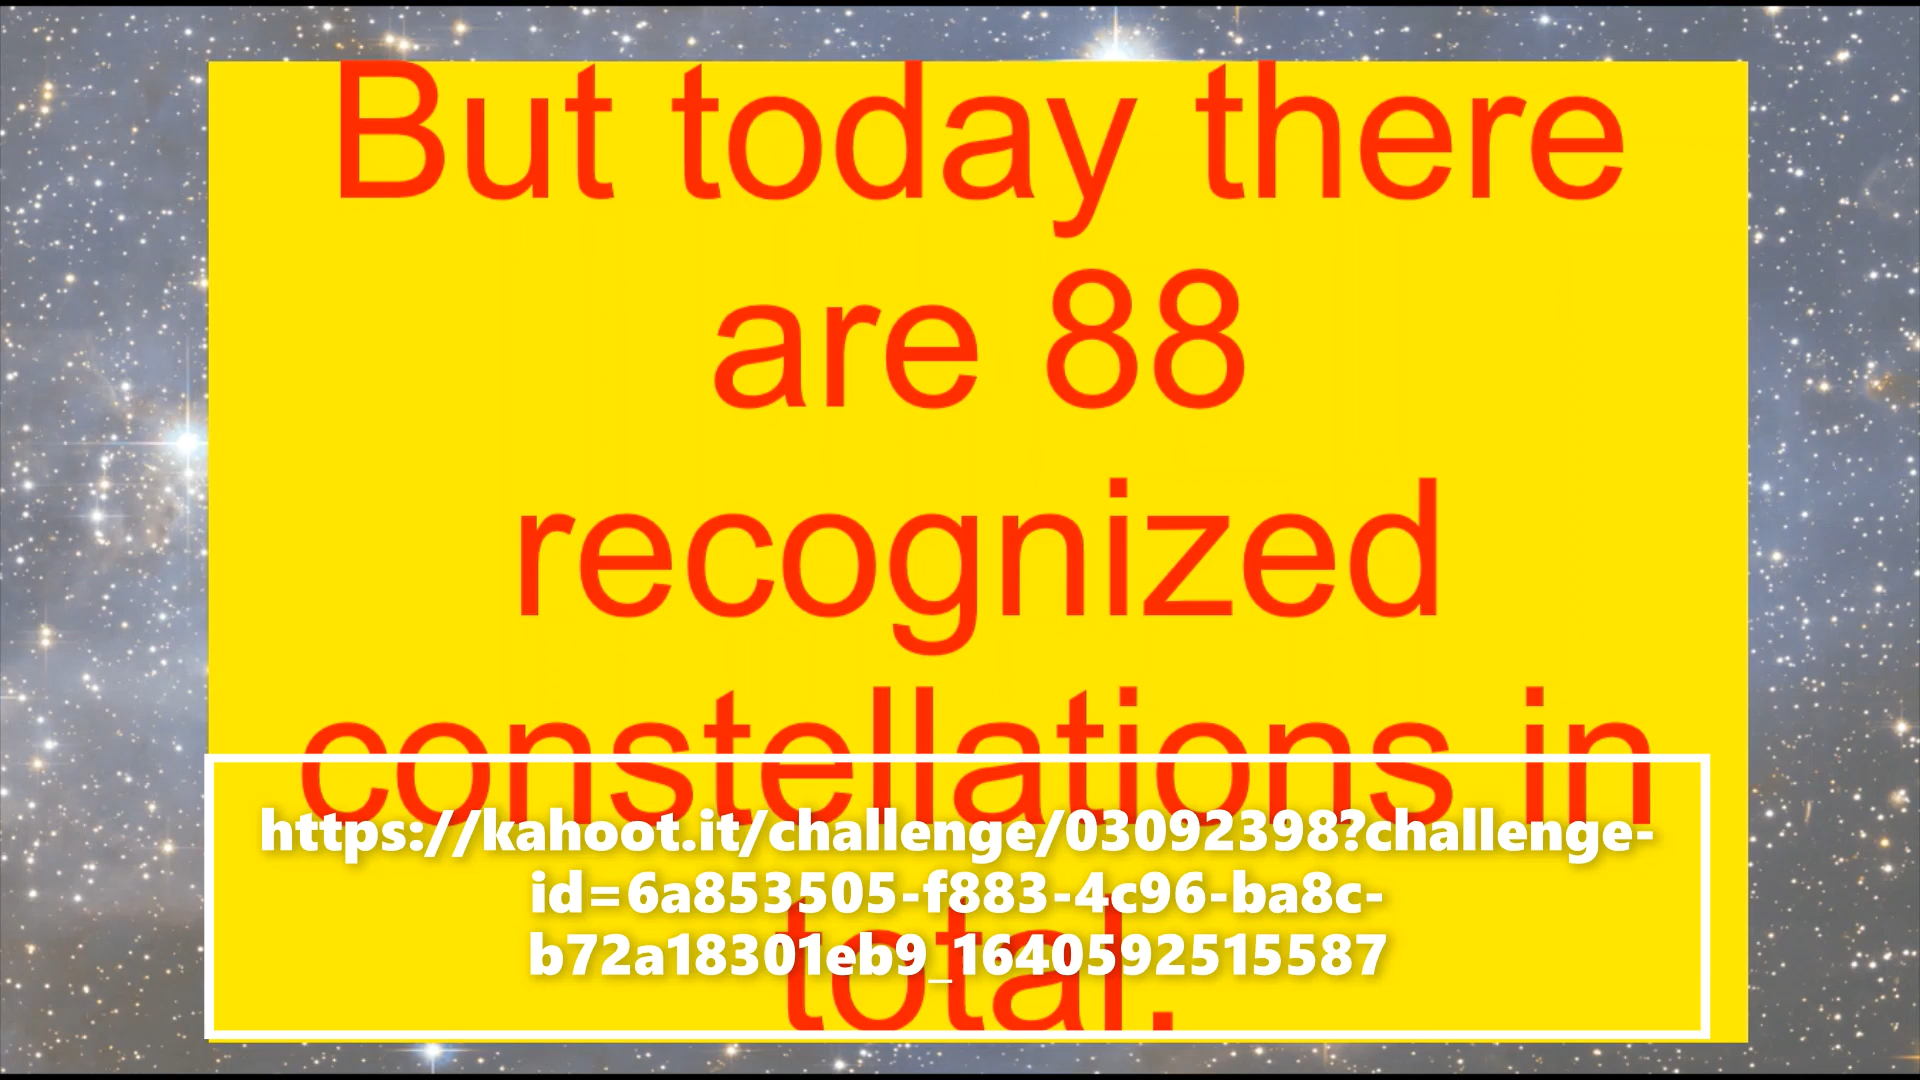 But today there
are 88
recognized
constellations in
total.
https://kahoot.it/challenge/03092398?challenge-
id=6a853505-f883-4c96-ba8c-
b72a18301eb9_1640592515587